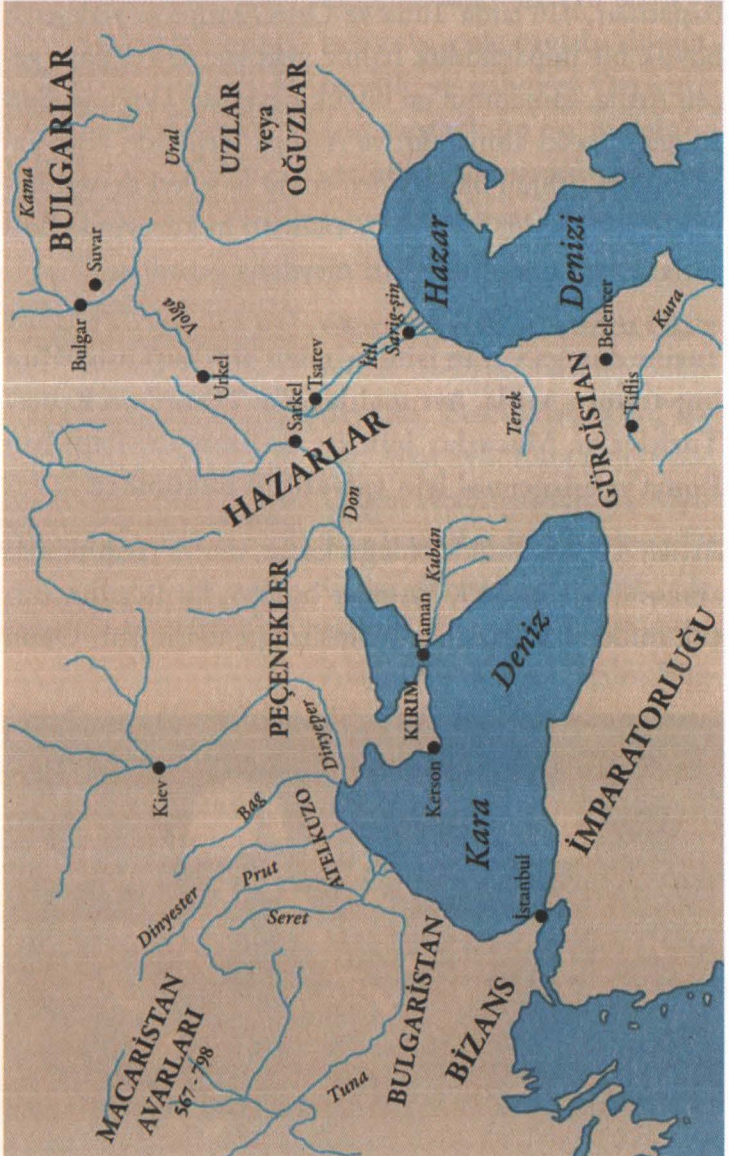 BULGARLAR
Kama
Bulgar
Suvar
Ural
UZLAR
veya
OĞUZLAR
Volga
Urkel
Sarkel
Tsarev
İtil
Sarig-şin
Hazar
Denizi
HAZARLAR
Don
Terek
Belencer
Kura
Tiflis
GÜRCİSTAN
Kuban
PEÇENEKLER
Taman
KIRIM
Kerson
Kara
Deniz
Kiev
Dinyeper
Bag
ATELKUZO
Dinyester
Prut
Seret
MACARİSTAN
AVARLARI
567-798
Tuna
BULGARİSTAN
İstanbul
BİZANS
İMPARATORLUĞU